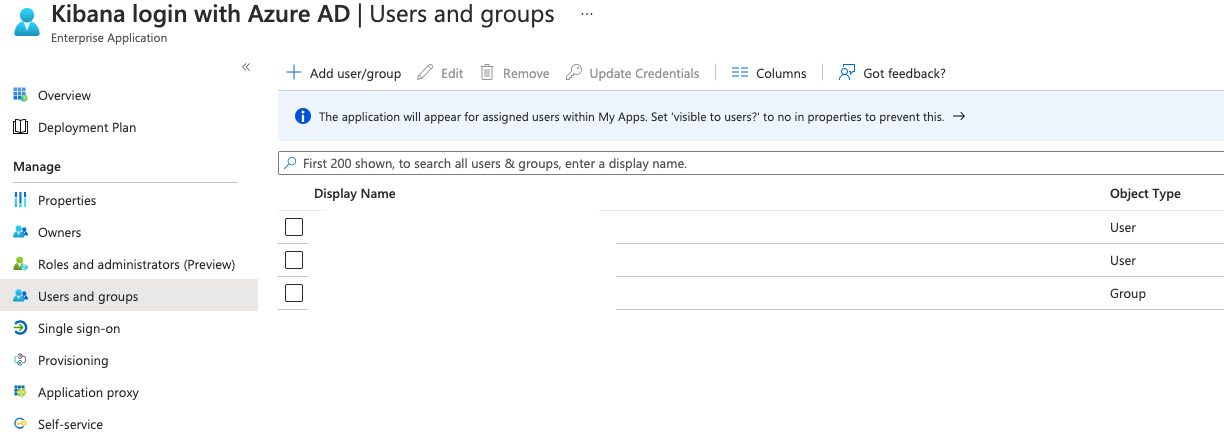 Kibana login with Azure AD | Users and groups ...
Enterprise Application
«
Overview
Deployment Plan
Manage
Properties
Owners
Roles and administrators (Preview)
Users and groups
Single sign-on
Provisioning
Application proxy
Self-service
+ Add user/group Edit Remove Update Credentials Columns Got feedback?
The application will appear for assigned users within My Apps. Set 'visible to users?' to no in properties to prevent this. →
First 200 shown, to search all users & groups, enter a display name.
Display Name Object Type
User
User
Group